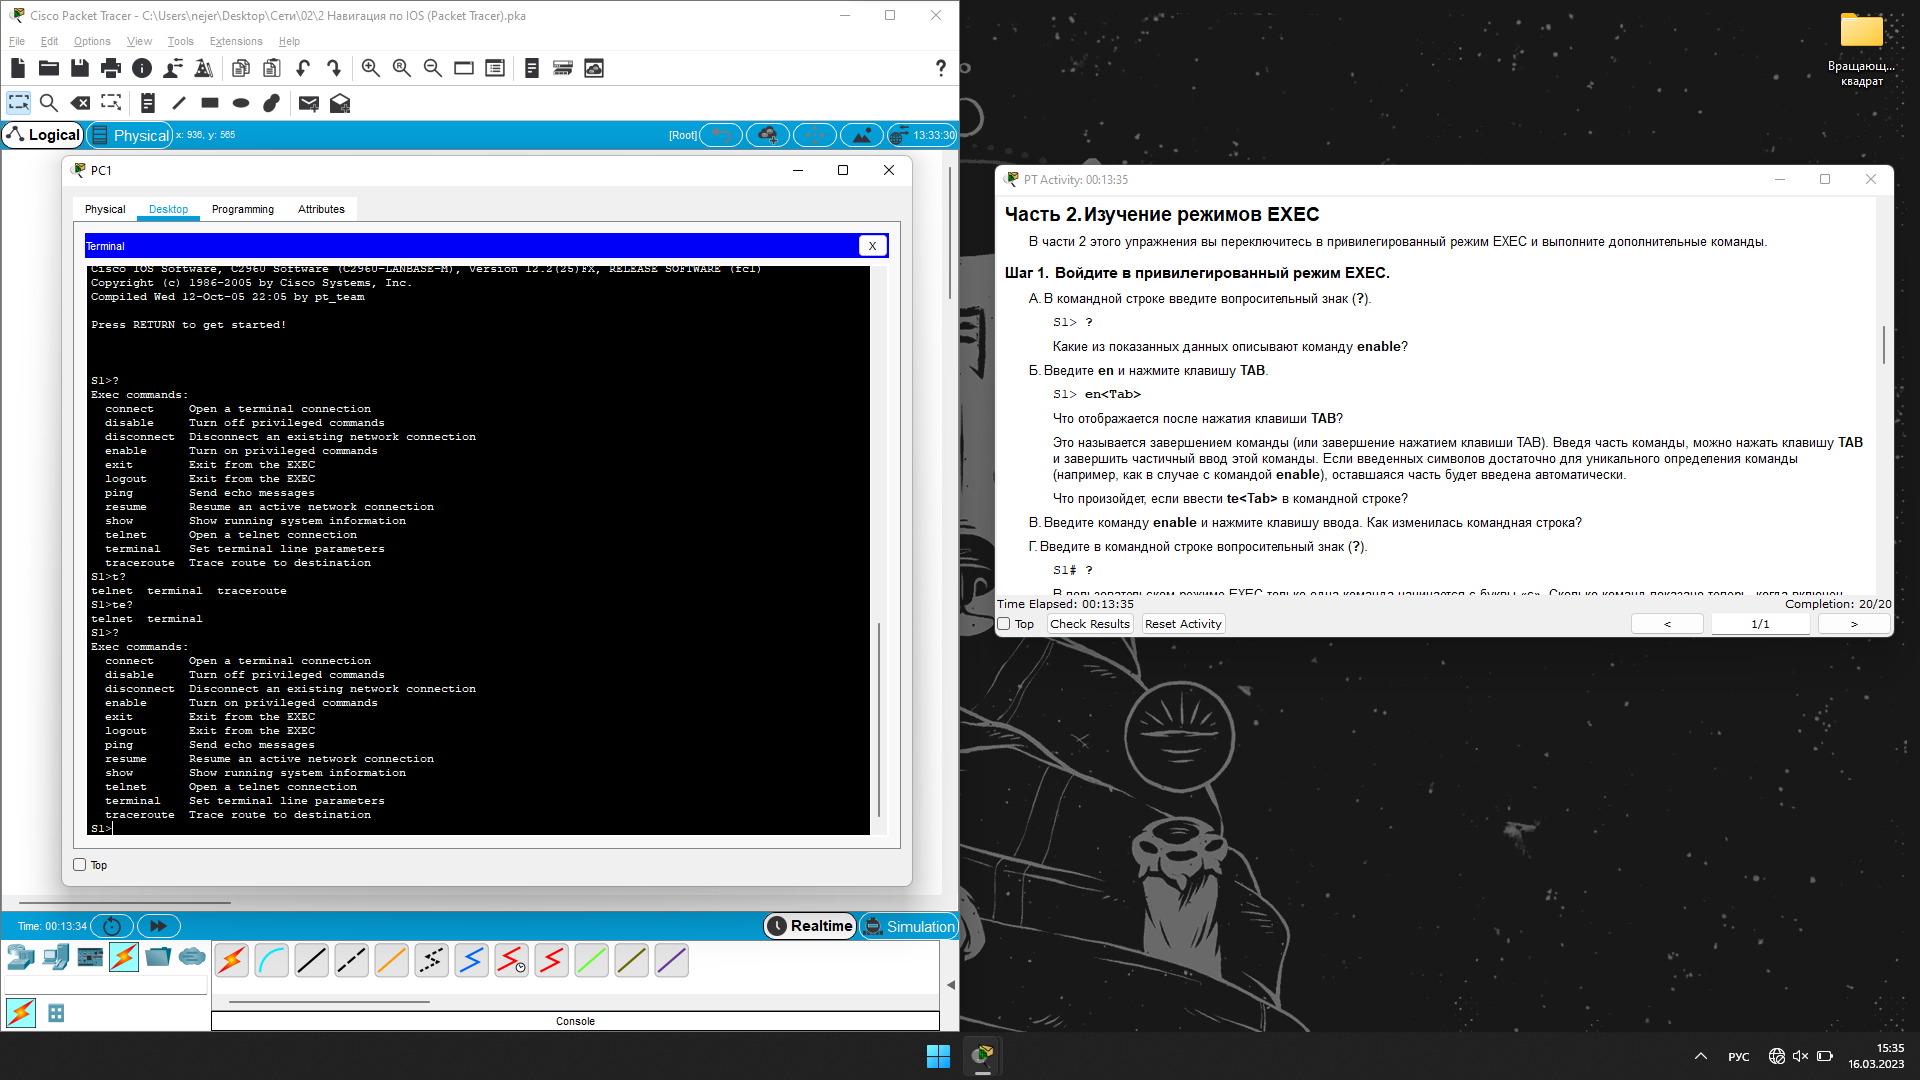 Cisco Packet Tracer - C:\Users\nejer\Desktop\Сети\02\2 Навигация по IOS (Packet Tracer).pka
File Edit Options View Tools Extensions Help
Logical Physical x: 936, y: 565 [Root] 13:33:30
PC1
Physical Desktop Programming Attributes
Terminal X
Cisco IOS Software, C2960 Software (C2960-LANBASE-M), Version 12.2(25)FX, RELEASE SOFTWARE (fc1)
Copyright (c) 1986-2005 by Cisco Systems, Inc.
Compiled Wed 12-Oct-05 22:05 by pt_team
Press RETURN to get started!
S1>?
Exec commands:
connect Open a terminal connection
disable Turn off privileged commands
disconnect Disconnect an existing network connection
enable Turn on privileged commands
exit Exit from the EXEC
logout Exit from the EXEC
ping Send echo messages
resume Resume an active network connection
show Show running system information
telnet Open a telnet connection
terminal Set terminal line parameters
traceroute Trace route to destination
S1>t?
telnet terminal traceroute
S1>te?
telnet terminal
S1>?
Exec commands:
connect Open a terminal connection
disable Turn off privileged commands
disconnect Disconnect an existing network connection
enable Turn on privileged commands
exit Exit from the EXEC
logout Exit from the EXEC
ping Send echo messages
resume Resume an active network connection
show Show running system information
telnet Open a telnet connection
terminal Set terminal line parameters
traceroute Trace route to destination
S1>
Top
Time: 00:13:34 Realtime Simulation
Console
Вращающ...
квадрат
PT Activity: 00:13:35
Часть 2. Изучение режимов EXEC
В части 2 этого упражнения вы переключитесь в привилегированный режим EXEC и выполните дополнительные команды.
Шаг 1. Войдите в привилегированный режим EXEC.
А. В командной строке введите вопросительный знак (?).
S1> ?
Какие из показанных данных описывают команду enable?
Б. Введите en и нажмите клавишу TAB.
S1> en<Tab>
Что отображается после нажатия клавиши TAB?
Это называется завершением команды (или завершение нажатием клавиши TAB). Введя часть команды, можно нажать клавишу TAB
и завершить частичный ввод этой команды. Если введенных символов достаточно для уникального определения команды
(например, как в случае с командой enable), оставшаяся часть будет введена автоматически.
Что произойдет, если ввести te<Tab> в командной строке?
В. Введите команду enable и нажмите клавишу ввода. Как изменилась командная строка?
Г. Введите в командной строке вопросительный знак (?).
S1# ?
В пользовательском режиме EXEC только одна команда начинается с буквы «с». Сколько команд показано теперь, когда включен
Time Elapsed: 00:13:35 Completion: 20/20
Top Check Results Reset Activity < 1/1 >
РУС 15:35
16.03.2023